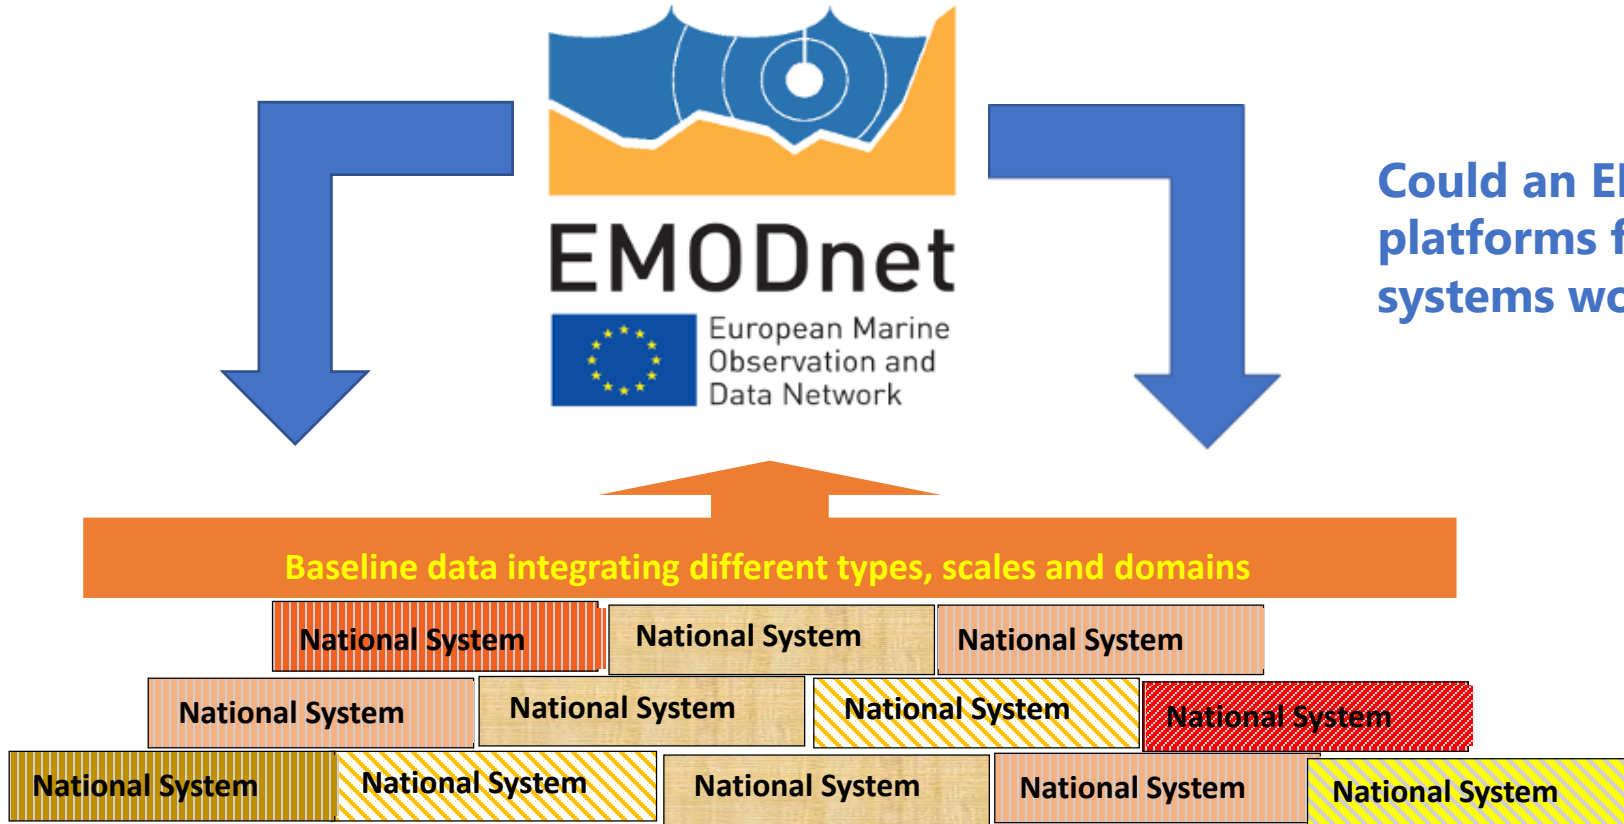 EMODnet
European Marine
Observation and
Data Network
Could an
platforms
systems
Baseline data integrating different types, scales and domains
National System
National System
National System
National System
National System
National System
National System
National System
National System
National System
National System
National System